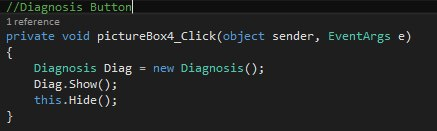 //Diagnosis Button
1 reference
private void pictureBox4_Click(object sender, EventArgs e)
{
    Diagnosis Diag = new Diagnosis();
    Diag.Show();
    this.Hide();
}